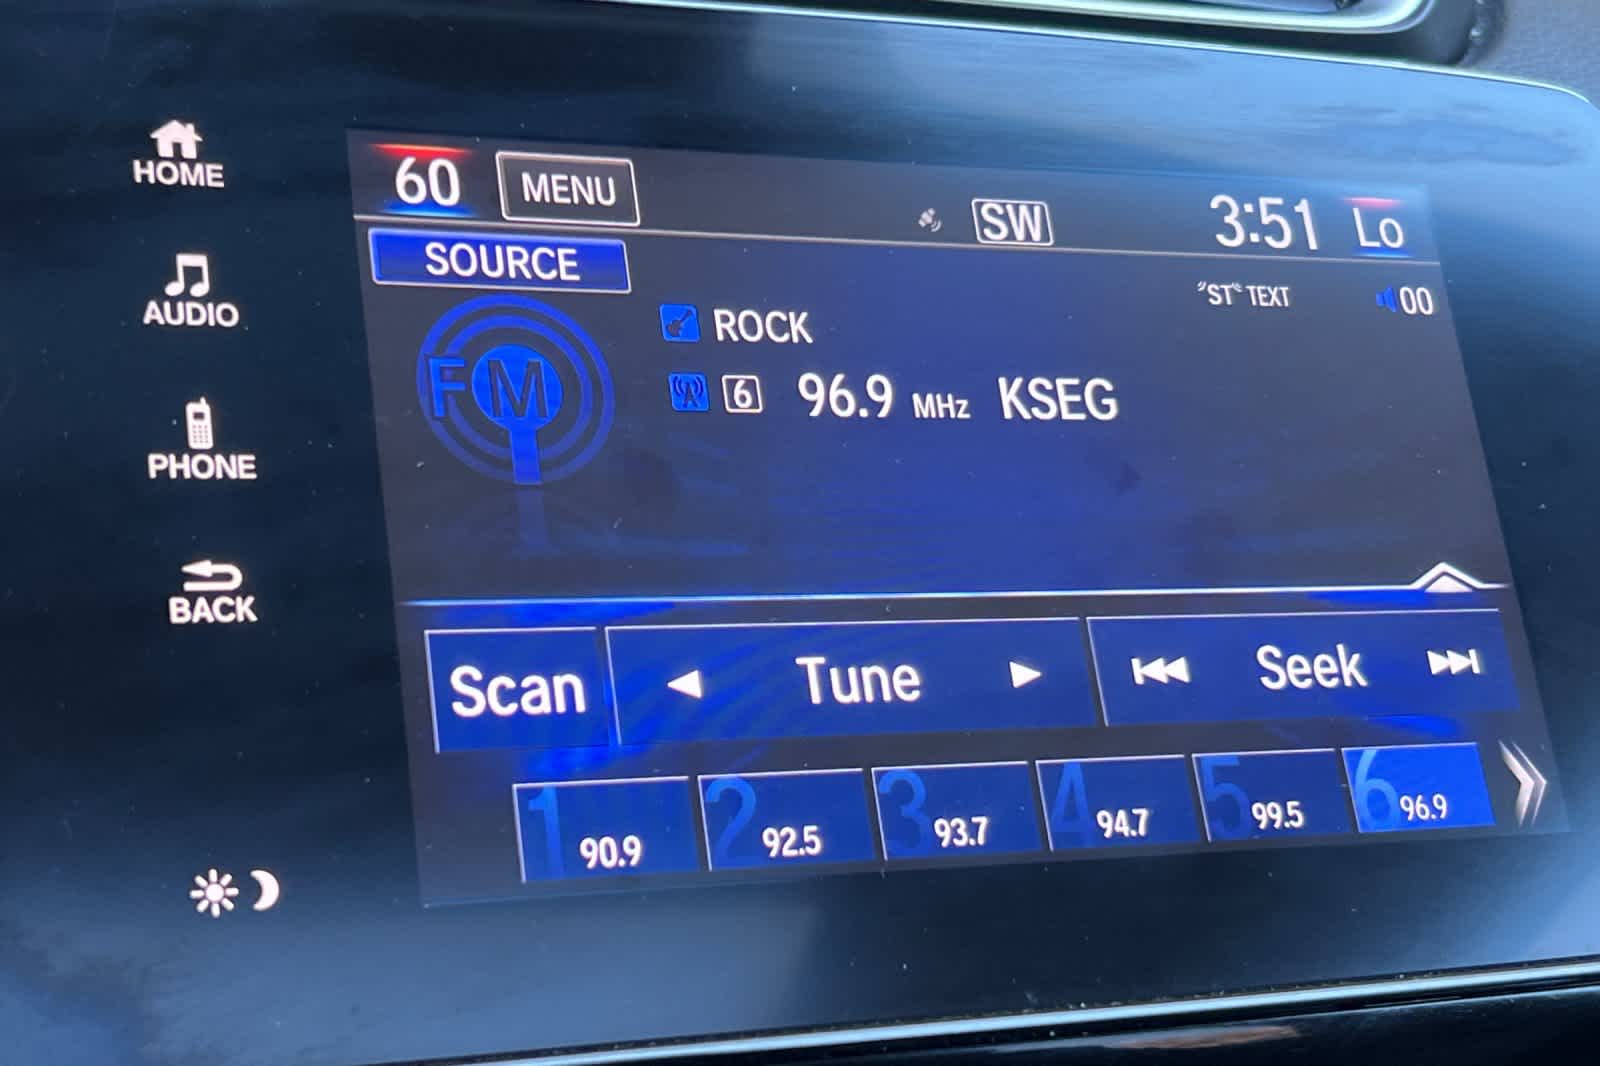 HOME
AUDIO
PHONE
BACK
60 MENU SW 3:51 Lo
SOURCE
"ST" TEXT 00
FM
ROCK
6 96.9 MHz KSEG
Scan Tune Seek
1 90.9 2 92.5 3 93.7 4 94.7 5 99.5 6 96.9